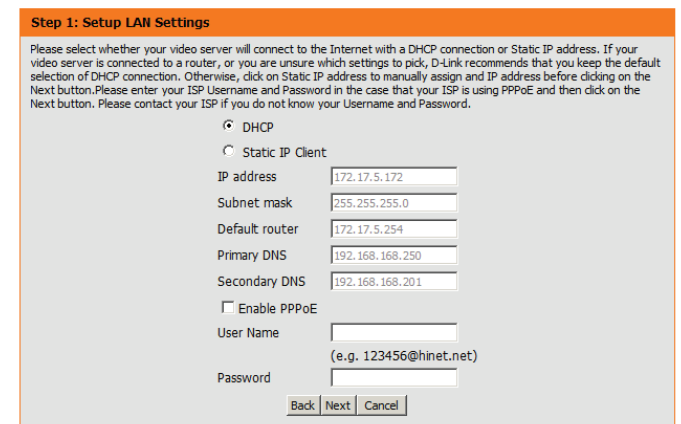 Step 1: Setup LAN Settings
Please select whether your video server will connect to the Internet with a DHCP connection or Static IP address. If your
video server is connected to a router, or you are unsure which settings to pick, D-Link recommends that you keep the default
selection of DHCP connection. Otherwise, click on Static IP address to manually assign and IP address before clicking on the
Next button.Please enter your ISP Username and Password in the case that your ISP is using PPPoE and then click on the
Next button. Please contact your ISP if you do not know your Username and Password.
DHCP
Static IP Client
IP address 172.17.5.172
Subnet mask 255.255.255.0
Default router 172.17.5.254
Primary DNS 192.168.168.250
Secondary DNS 192.168.168.201
Enable PPPoE
User Name
(e.g. 123456@hinet.net)
Password
Back Next Cancel